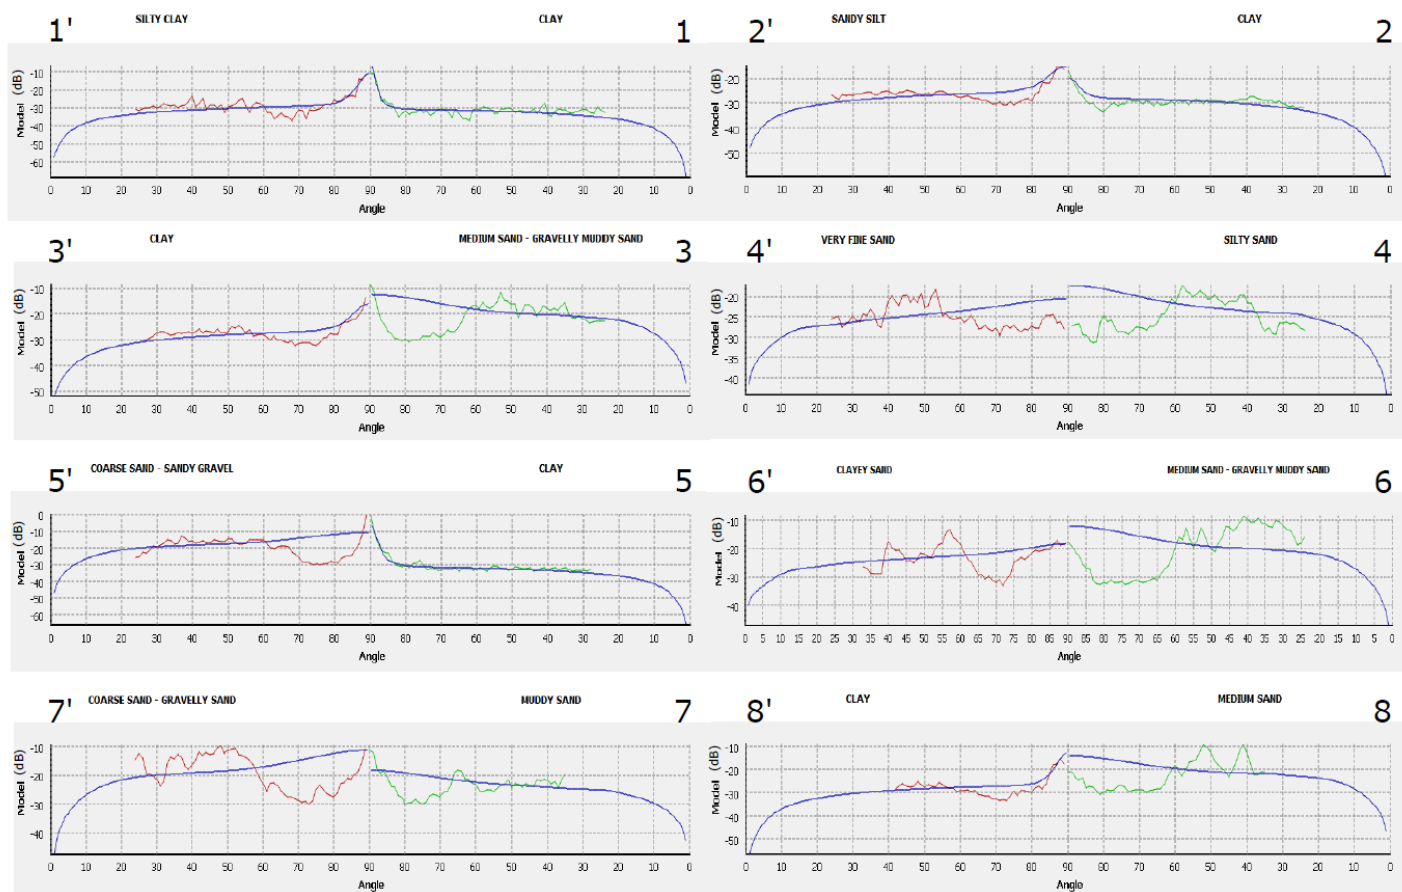 1' SILTY CLAY CLAY 1
Model (dB)
-10
-20
-30
-40
-50
-60
0 10 20 30 40 50 60 70 80 90 80 70 60 50 40 30 20 10 0
Angle
2' SANDY SILT CLAY 2
Model (dB)
-20
-30
-40
-50
0 10 20 30 40 50 60 70 80 90 80 70 60 50 40 30 20 10 0
Angle
3' CLAY MEDIUM SAND - GRAVELLY MUDDY SAND 3
Model (dB)
-10
-20
-30
-40
-50
0 10 20 30 40 50 60 70 80 90 80 70 60 50 40 30 20 10 0
Angle
4' VERY FINE SAND SILTY SAND 4
Model (dB)
-20
-25
-30
-35
-40
0 10 20 30 40 50 60 70 80 90 80 70 60 50 40 30 20 10 0
Angle
5' COARSE SAND - SANDY GRAVEL CLAY 5
Model (dB)
0
-10
-20
-30
-40
-50
-60
0 10 20 30 40 50 60 70 80 90 80 70 60 50 40 30 20 10 0
Angle
6' CLAYEY SAND MEDIUM SAND - GRAVELLY MUDDY SAND 6
Model (dB)
-10
-20
-30
-40
0 5 10 15 20 25 30 35 40 45 50 55 60 65 70 75 80 85 90 85 80 75 70 65 60 55 50 45 40 35 30 25 20 15 10 5 0
Angle
7' COARSE SAND - GRAVELLY SAND MUDDY SAND 7
Model (dB)
-10
-20
-30
-40
0 10 20 30 40 50 60 70 80 90 80 70 60 50 40 30 20 10 0
Angle
8' CLAY MEDIUM SAND 8
Model (dB)
-10
-20
-30
-40
-50
0 10 20 30 40 50 60 70 80 90 80 70 60 50 40 30 20 10 0
Angle